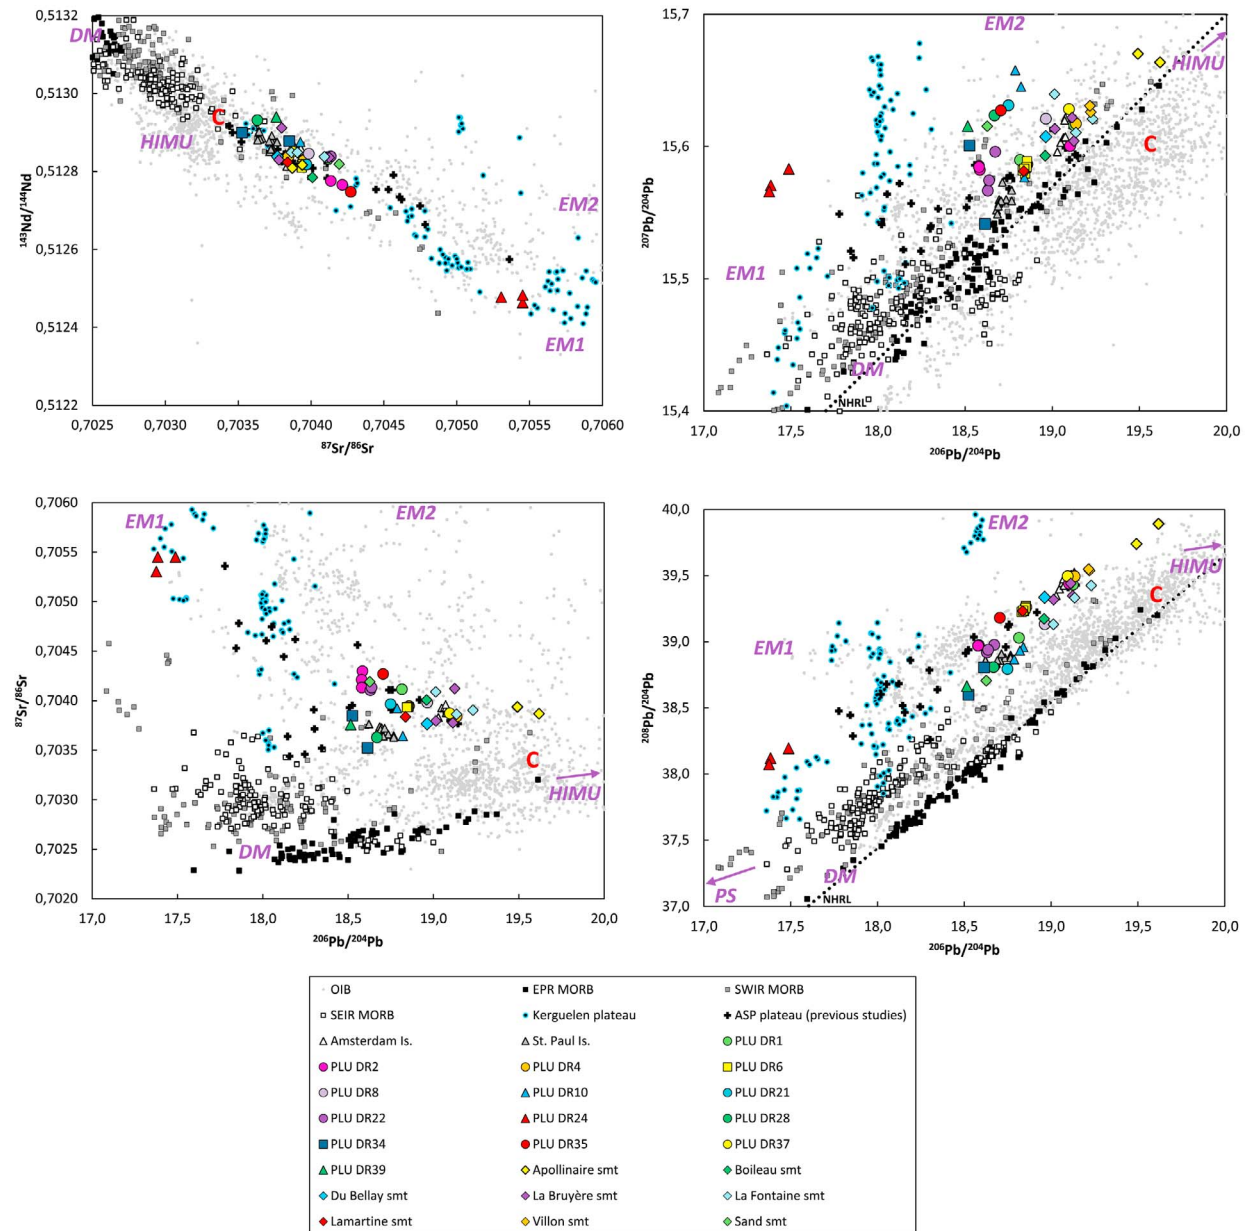 0,5132
0,5130
0,5128
0,5126
0,5124
0,5122
¹⁴³Nd/¹⁴⁴Nd
DM
C
HIMU
EM2
EM1
0,7025 0,7030 0,7035 0,7040 0,7045 0,7050 0,7055 0,7060
⁸⁷Sr/⁸⁶Sr
15,7
15,6
15,5
15,4
²⁰⁷Pb/²⁰⁴Pb
EM2
HIMU
C
EM1
DM
NHRL
17,0 17,5 18,0 18,5 19,0 19,5 20,0
²⁰⁶Pb/²⁰⁴Pb
0,7060
0,7055
0,7050
0,7045
0,7040
0,7035
0,7030
0,7025
0,7020
⁸⁷Sr/⁸⁶Sr
EM1
EM2
C
HIMU
DM
17,0 17,5 18,0 18,5 19,0 19,5 20,0
²⁰⁶Pb/²⁰⁴Pb
40,0
39,5
39,0
38,5
38,0
37,5
37,0
²⁰⁸Pb/²⁰⁴Pb
EM2
HIMU
C
EM1
DM
PS
NHRL
17,0 17,5 18,0 18,5 19,0 19,5 20,0
²⁰⁶Pb/²⁰⁴Pb
OIB EPR MORB SWIR MORB
SEIR MORB Kerguelen plateau ASP plateau (previous studies)
Amsterdam Is. St. Paul Is. PLU DR1
PLU DR2 PLU DR4 PLU DR6
PLU DR8 PLU DR10 PLU DR21
PLU DR22 PLU DR24 PLU DR28
PLU DR34 PLU DR35 PLU DR37
PLU DR39 Apollinaire smt Boileau smt
Du Bellay smt La Bruyère smt La Fontaine smt
Lamartine smt Villon smt Sand smt